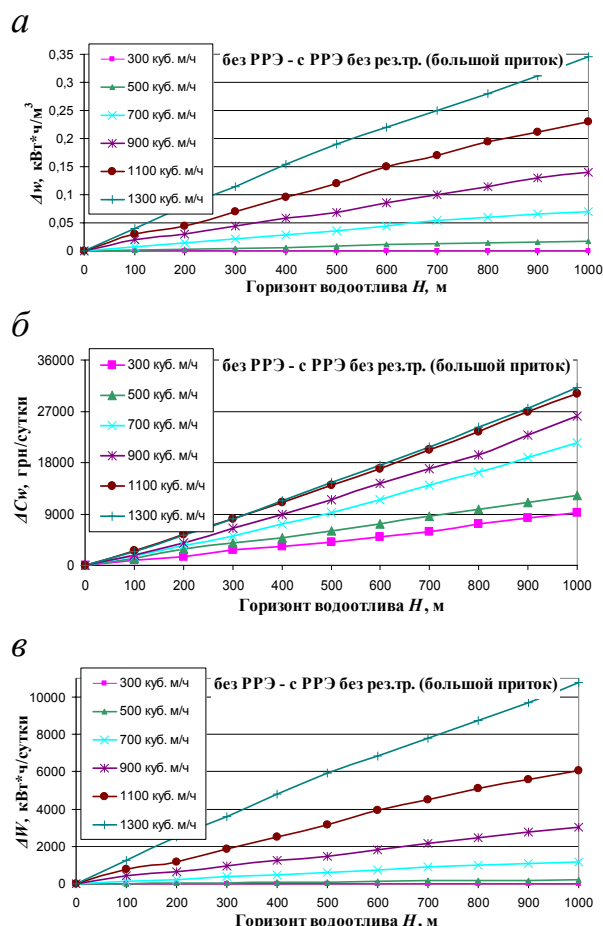 а
без РРЭ - с РРЭ без рез.тр. (большой приток)
300 куб. м/ч
500 куб. м/ч
700 куб. м/ч
900 куб. м/ч
1100 куб. м/ч
1300 куб. м/ч
0,35
0,3
0,25
0,2
0,15
0,1
0,05
0
Δw, кВт*ч/м³
0 100 200 300 400 500 600 700 800 900 1000
Горизонт водоотлива H, м
б
без РРЭ - с РРЭ без рез.тр. (большой приток)
300 куб. м/ч
500 куб. м/ч
700 куб. м/ч
900 куб. м/ч
1100 куб. м/ч
1300 куб. м/ч
36000
27000
18000
9000
0
ΔCw, грн/сутки
0 100 200 300 400 500 600 700 800 900 1000
Горизонт водоотлива H, м
в
без РРЭ - с РРЭ без рез.тр. (большой приток)
300 куб. м/ч
500 куб. м/ч
700 куб. м/ч
900 куб. м/ч
1100 куб. м/ч
1300 куб. м/ч
10000
8000
6000
4000
2000
0
ΔW, кВт*ч/сутки
0 100 200 300 400 500 600 700 800 900 1000
Горизонт водоотлива H, м